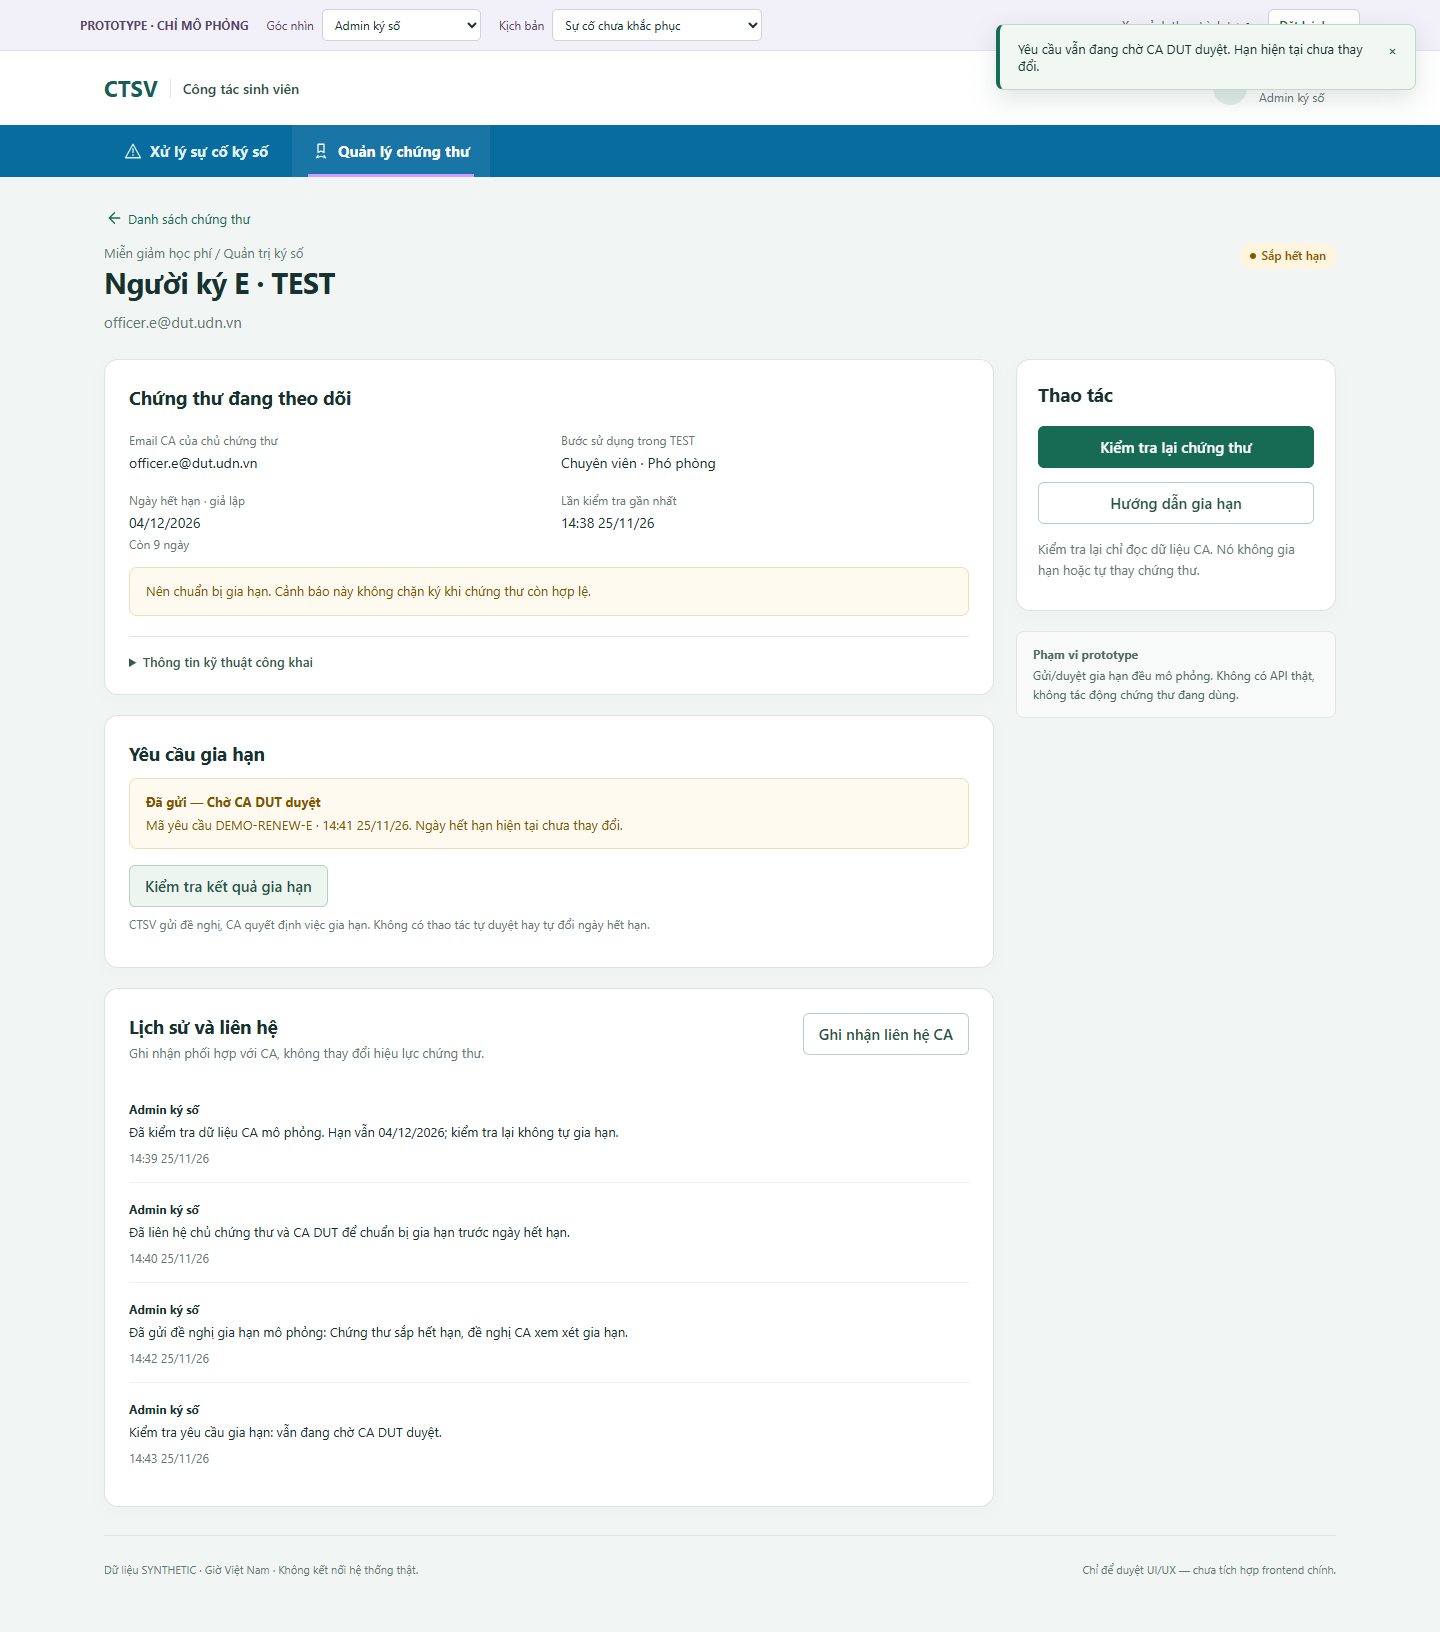 PROTOTYPE · CHỈ MÔ PHỎNG
Góc nhìn
Admin ký số
Kịch bản
Sự cố chưa khắc phục
Yêu cầu vẫn đang chờ CA DUT duyệt. Hạn hiện tại chưa thay
đổi.
×
CTSV
Công tác sinh viên
Admin ký số
Xử lý sự cố ký số
Quản lý chứng thư
Danh sách chứng thư
Miễn giảm học phí / Quản trị ký số
Sắp hết hạn
Người ký E · TEST
officer.e@dut.udn.vn
Chứng thư đang theo dõi
Email CA của chủ chứng thư
officer.e@dut.udn.vn
Bước sử dụng trong TEST
Chuyên viên · Phó phòng
Ngày hết hạn · giả lập
04/12/2026
Còn 9 ngày
Lần kiểm tra gần nhất
14:38 25/11/26
Nên chuẩn bị gia hạn. Cảnh báo này không chặn ký khi chứng thư còn hợp lệ.
Thông tin kỹ thuật công khai
Thao tác
Kiểm tra lại chứng thư
Hướng dẫn gia hạn
Kiểm tra lại chỉ đọc dữ liệu CA. Nó không gia
hạn hoặc tự thay chứng thư.
Phạm vi prototype
Gửi/duyệt gia hạn đều mô phỏng. Không có API thật,
không tác động chứng thư đang dùng.
Yêu cầu gia hạn
Đã gửi — Chờ CA DUT duyệt
Mã yêu cầu DEMO-RENEW-E · 14:41 25/11/26. Ngày hết hạn hiện tại chưa thay đổi.
Kiểm tra kết quả gia hạn
CTSV gửi đề nghị, CA quyết định việc gia hạn. Không có thao tác tự duyệt hay tự đổi ngày hết hạn.
Lịch sử và liên hệ
Ghi nhận phối hợp với CA, không thay đổi hiệu lực chứng thư.
Ghi nhận liên hệ CA
Admin ký số
Đã kiểm tra dữ liệu CA mô phỏng. Hạn vẫn 04/12/2026; kiểm tra lại không tự gia hạn.
14:39 25/11/26
Admin ký số
Đã liên hệ chủ chứng thư và CA DUT để chuẩn bị gia hạn trước ngày hết hạn.
14:40 25/11/26
Admin ký số
Đã gửi đề nghị gia hạn mô phỏng: Chứng thư sắp hết hạn, đề nghị CA xem xét gia hạn.
14:42 25/11/26
Admin ký số
Kiểm tra yêu cầu gia hạn: vẫn đang chờ CA DUT duyệt.
14:43 25/11/26
Dữ liệu SYNTHETIC · Giờ Việt Nam · Không kết nối hệ thống thật.
Chỉ để duyệt UI/UX — chưa tích hợp frontend chính.